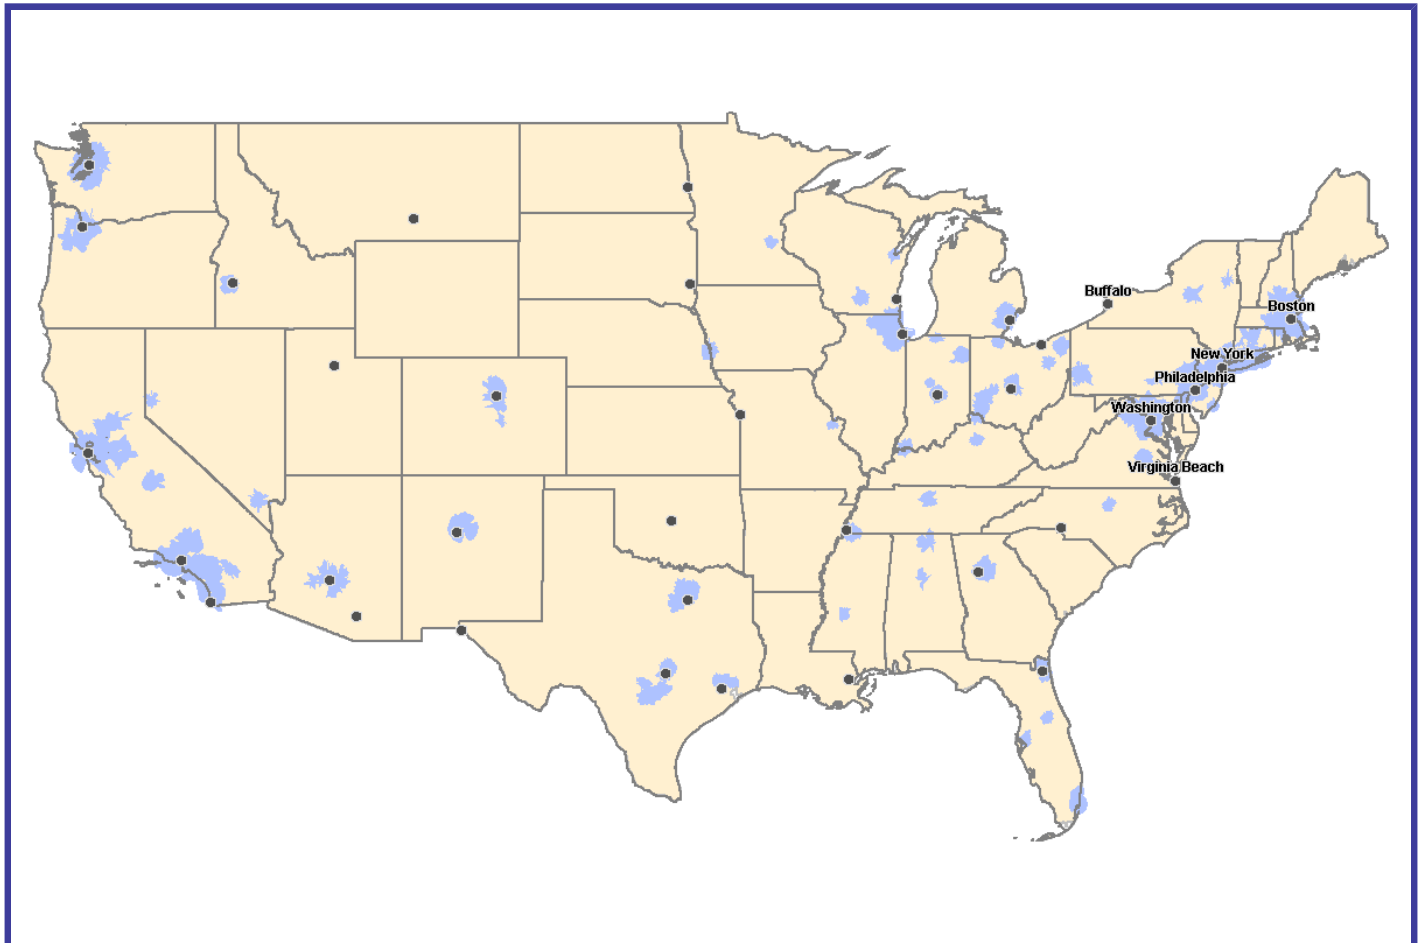 Buffalo
Boston
New York
Philadelphia
Washington
Virginia Beach